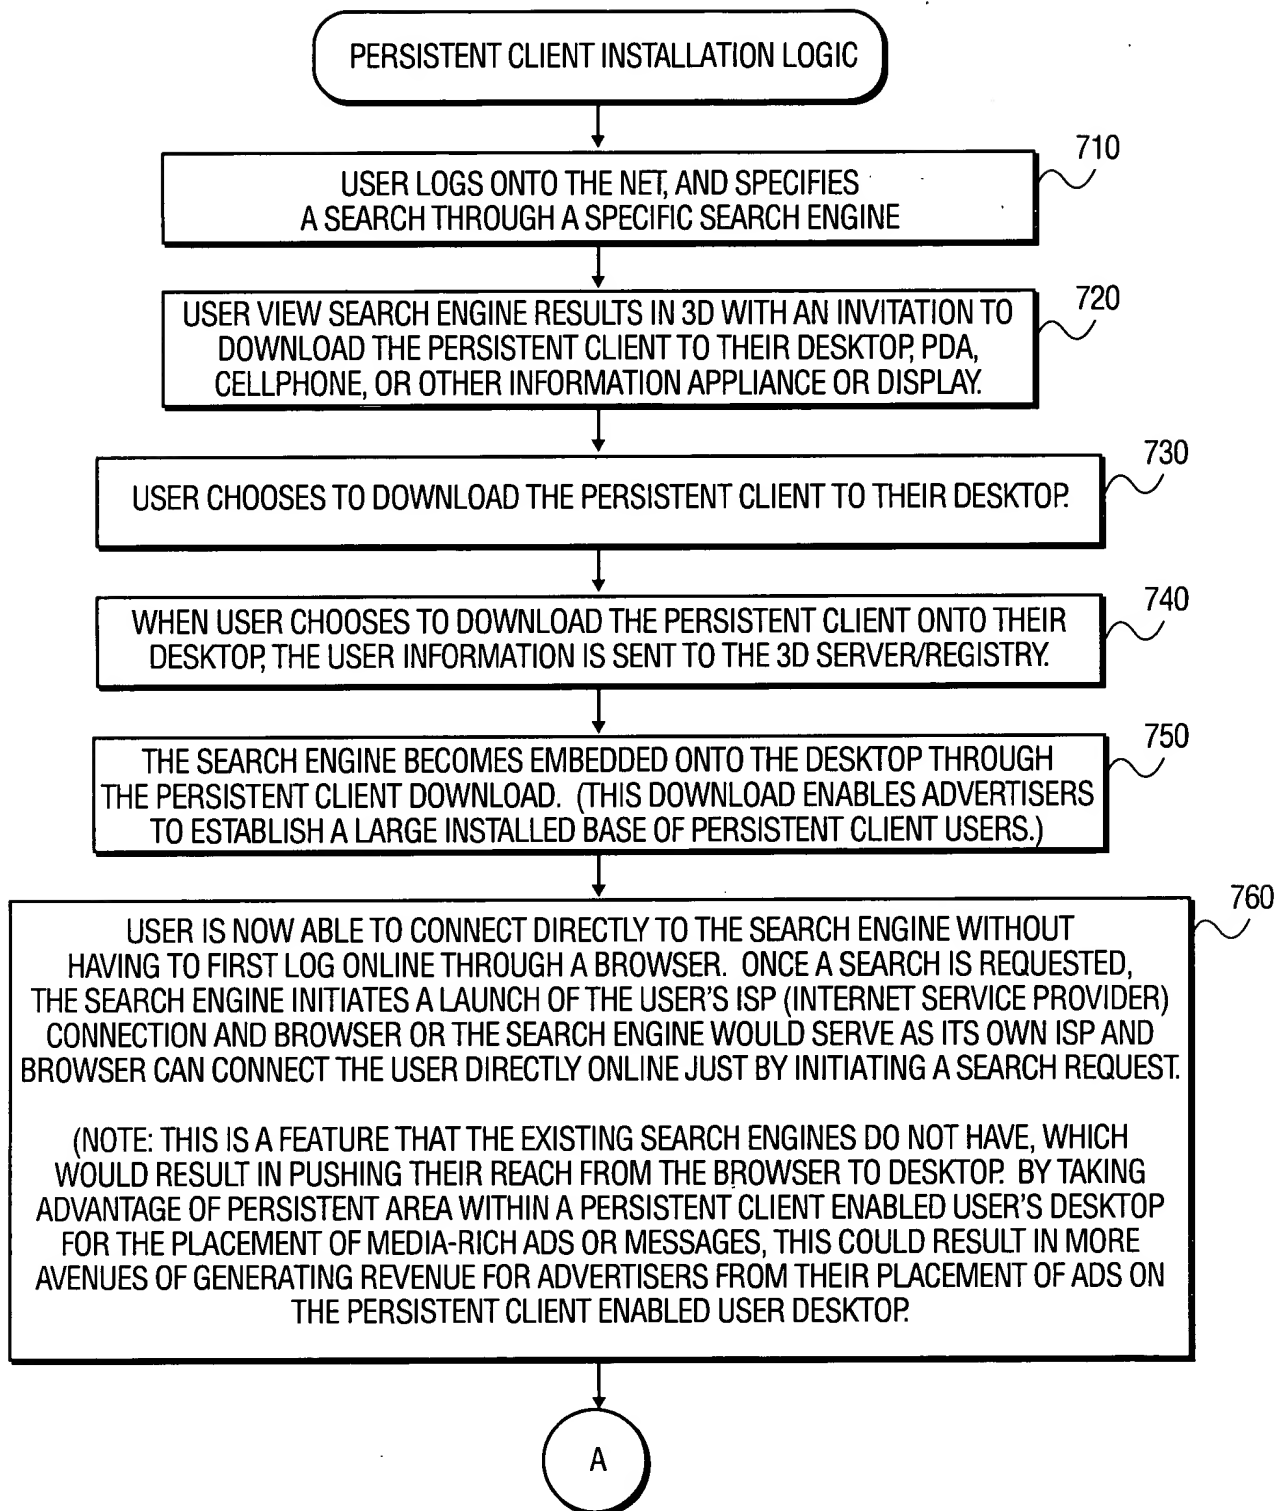 PERSISTENT CLIENT INSTALLATION LOGIC
710
USER LOGS ONTO THE NET, AND SPECIFIES
A SEARCH THROUGH A SPECIFIC SEARCH ENGINE
720
USER VIEW SEARCH ENGINE RESULTS IN 3D WITH AN INVITATION TO
DOWNLOAD THE PERSISTENT CLIENT TO THEIR DESKTOP, PDA,
CELLPHONE, OR OTHER INFORMATION APPLIANCE OR DISPLAY.
730
USER CHOOSES TO DOWNLOAD THE PERSISTENT CLIENT TO THEIR DESKTOP.
740
WHEN USER CHOOSES TO DOWNLOAD THE PERSISTENT CLIENT ONTO THEIR
DESKTOP, THE USER INFORMATION IS SENT TO THE 3D SERVER/REGISTRY.
750
THE SEARCH ENGINE BECOMES EMBEDDED ONTO THE DESKTOP THROUGH
THE PERSISTENT CLIENT DOWNLOAD. (THIS DOWNLOAD ENABLES ADVERTISERS
TO ESTABLISH A LARGE INSTALLED BASE OF PERSISTENT CLIENT USERS.)
760
USER IS NOW ABLE TO CONNECT DIRECTLY TO THE SEARCH ENGINE WITHOUT
HAVING TO FIRST LOG ONLINE THROUGH A BROWSER. ONCE A SEARCH IS REQUESTED,
THE SEARCH ENGINE INITIATES A LAUNCH OF THE USER'S ISP (INTERNET SERVICE PROVIDER)
CONNECTION AND BROWSER OR THE SEARCH ENGINE WOULD SERVE AS ITS OWN ISP AND
BROWSER CAN CONNECT THE USER DIRECTLY ONLINE JUST BY INITIATING A SEARCH REQUEST.
(NOTE: THIS IS A FEATURE THAT THE EXISTING SEARCH ENGINES DO NOT HAVE, WHICH
WOULD RESULT IN PUSHING THEIR REACH FROM THE BROWSER TO DESKTOP. BY TAKING
ADVANTAGE OF PERSISTENT AREA WITHIN A PERSISTENT CLIENT ENABLED USER'S DESKTOP
FOR THE PLACEMENT OF MEDIA-RICH ADS OR MESSAGES, THIS COULD RESULT IN MORE
AVENUES OF GENERATING REVENUE FOR ADVERTISERS FROM THEIR PLACEMENT OF ADS ON
THE PERSISTENT CLIENT ENABLED USER DESKTOP.
A